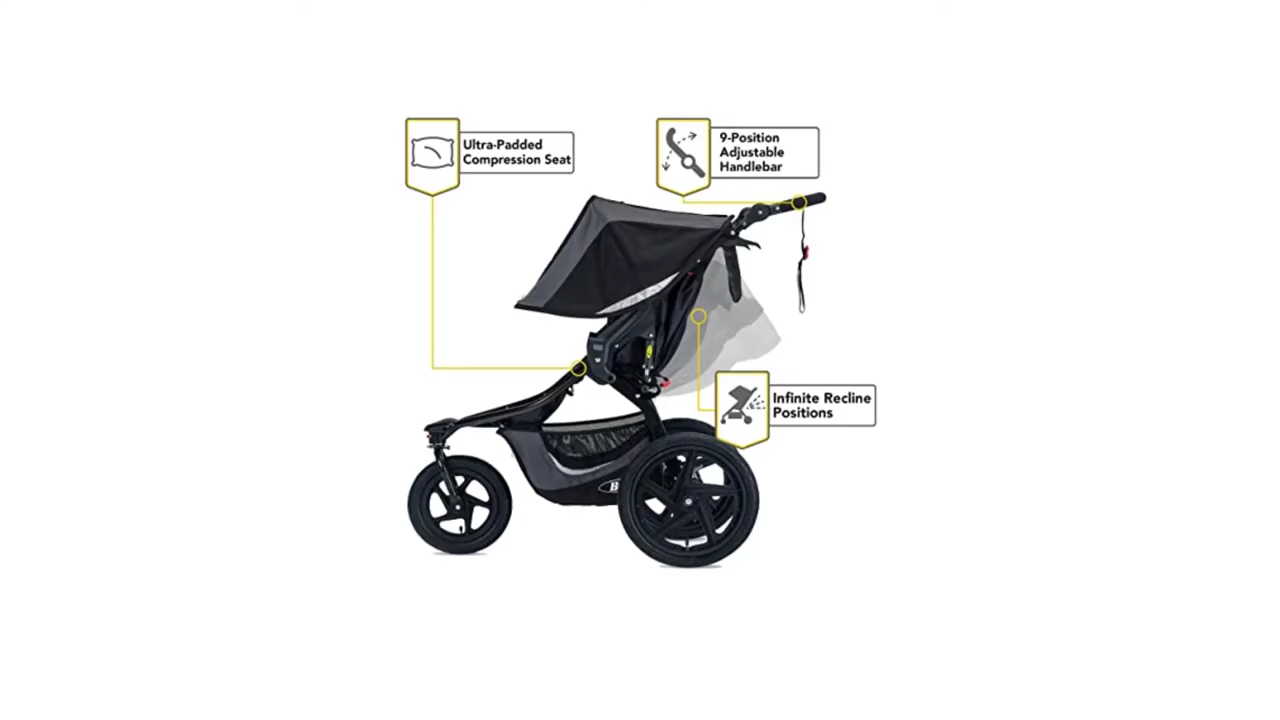 Ultra-Padded
Compression Seat
9-Position
Adjustable
Handlebar
Infinite Recline
Positions